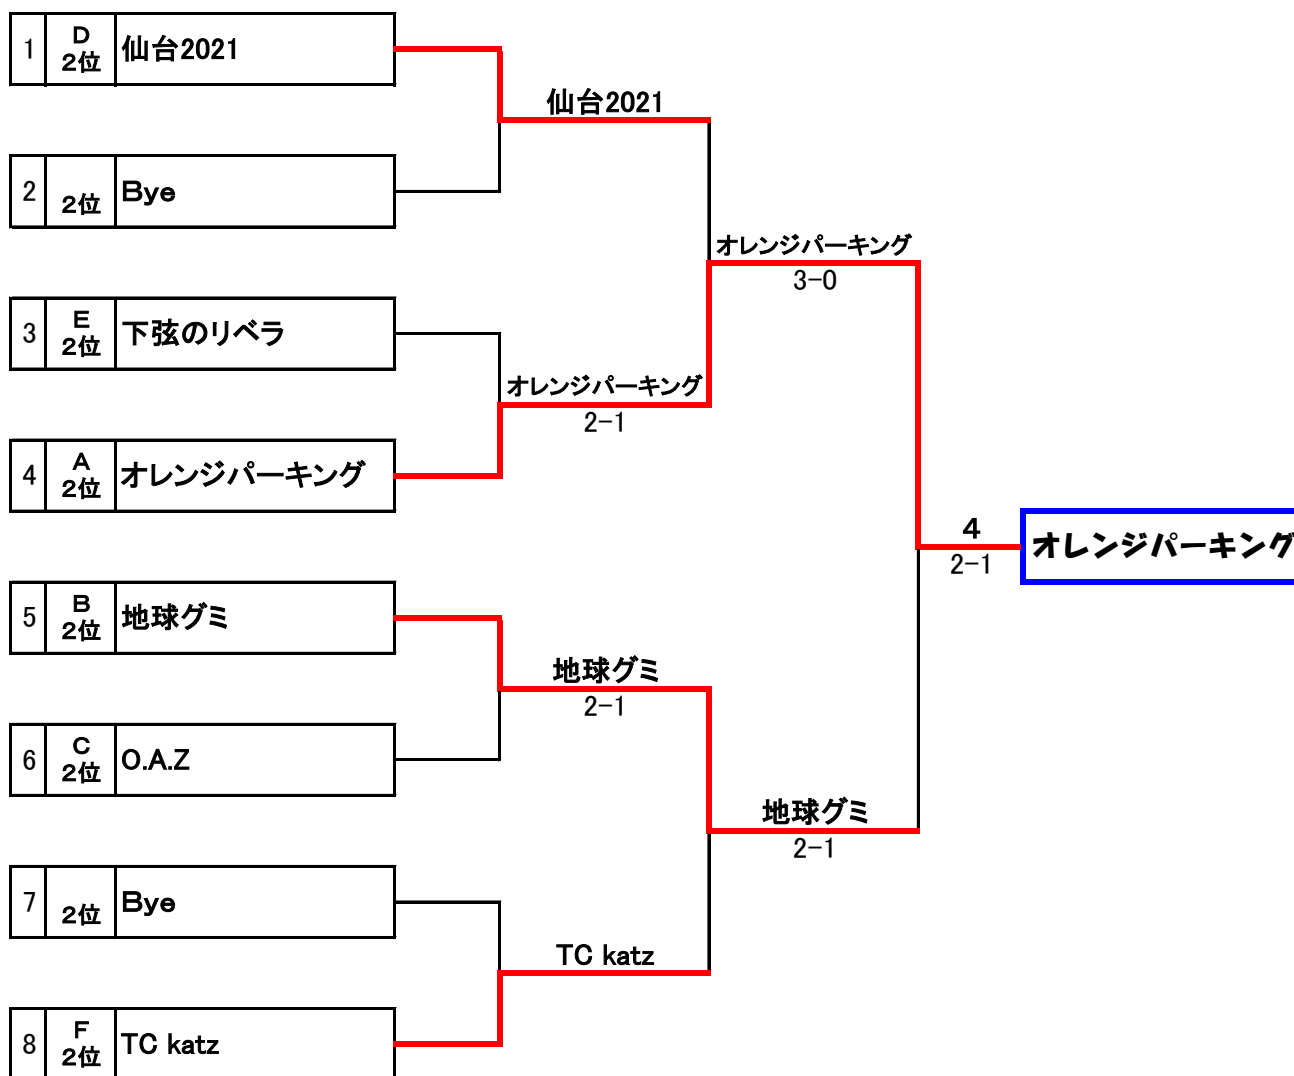 1 D 2位 仙台2021
仙台2021
2 2位 Bye
オレンジパーキング
3-0
3 E 2位 下弦のリベラ
オレンジパーキング
2-1
4 A 2位 オレンジパーキング
4
2-1
オレンジパーキング
5 B 2位 地球グミ
地球グミ
2-1
6 C 2位 O.A.Z
地球グミ
2-1
7 2位 Bye
TC katz
8 F 2位 TC katz